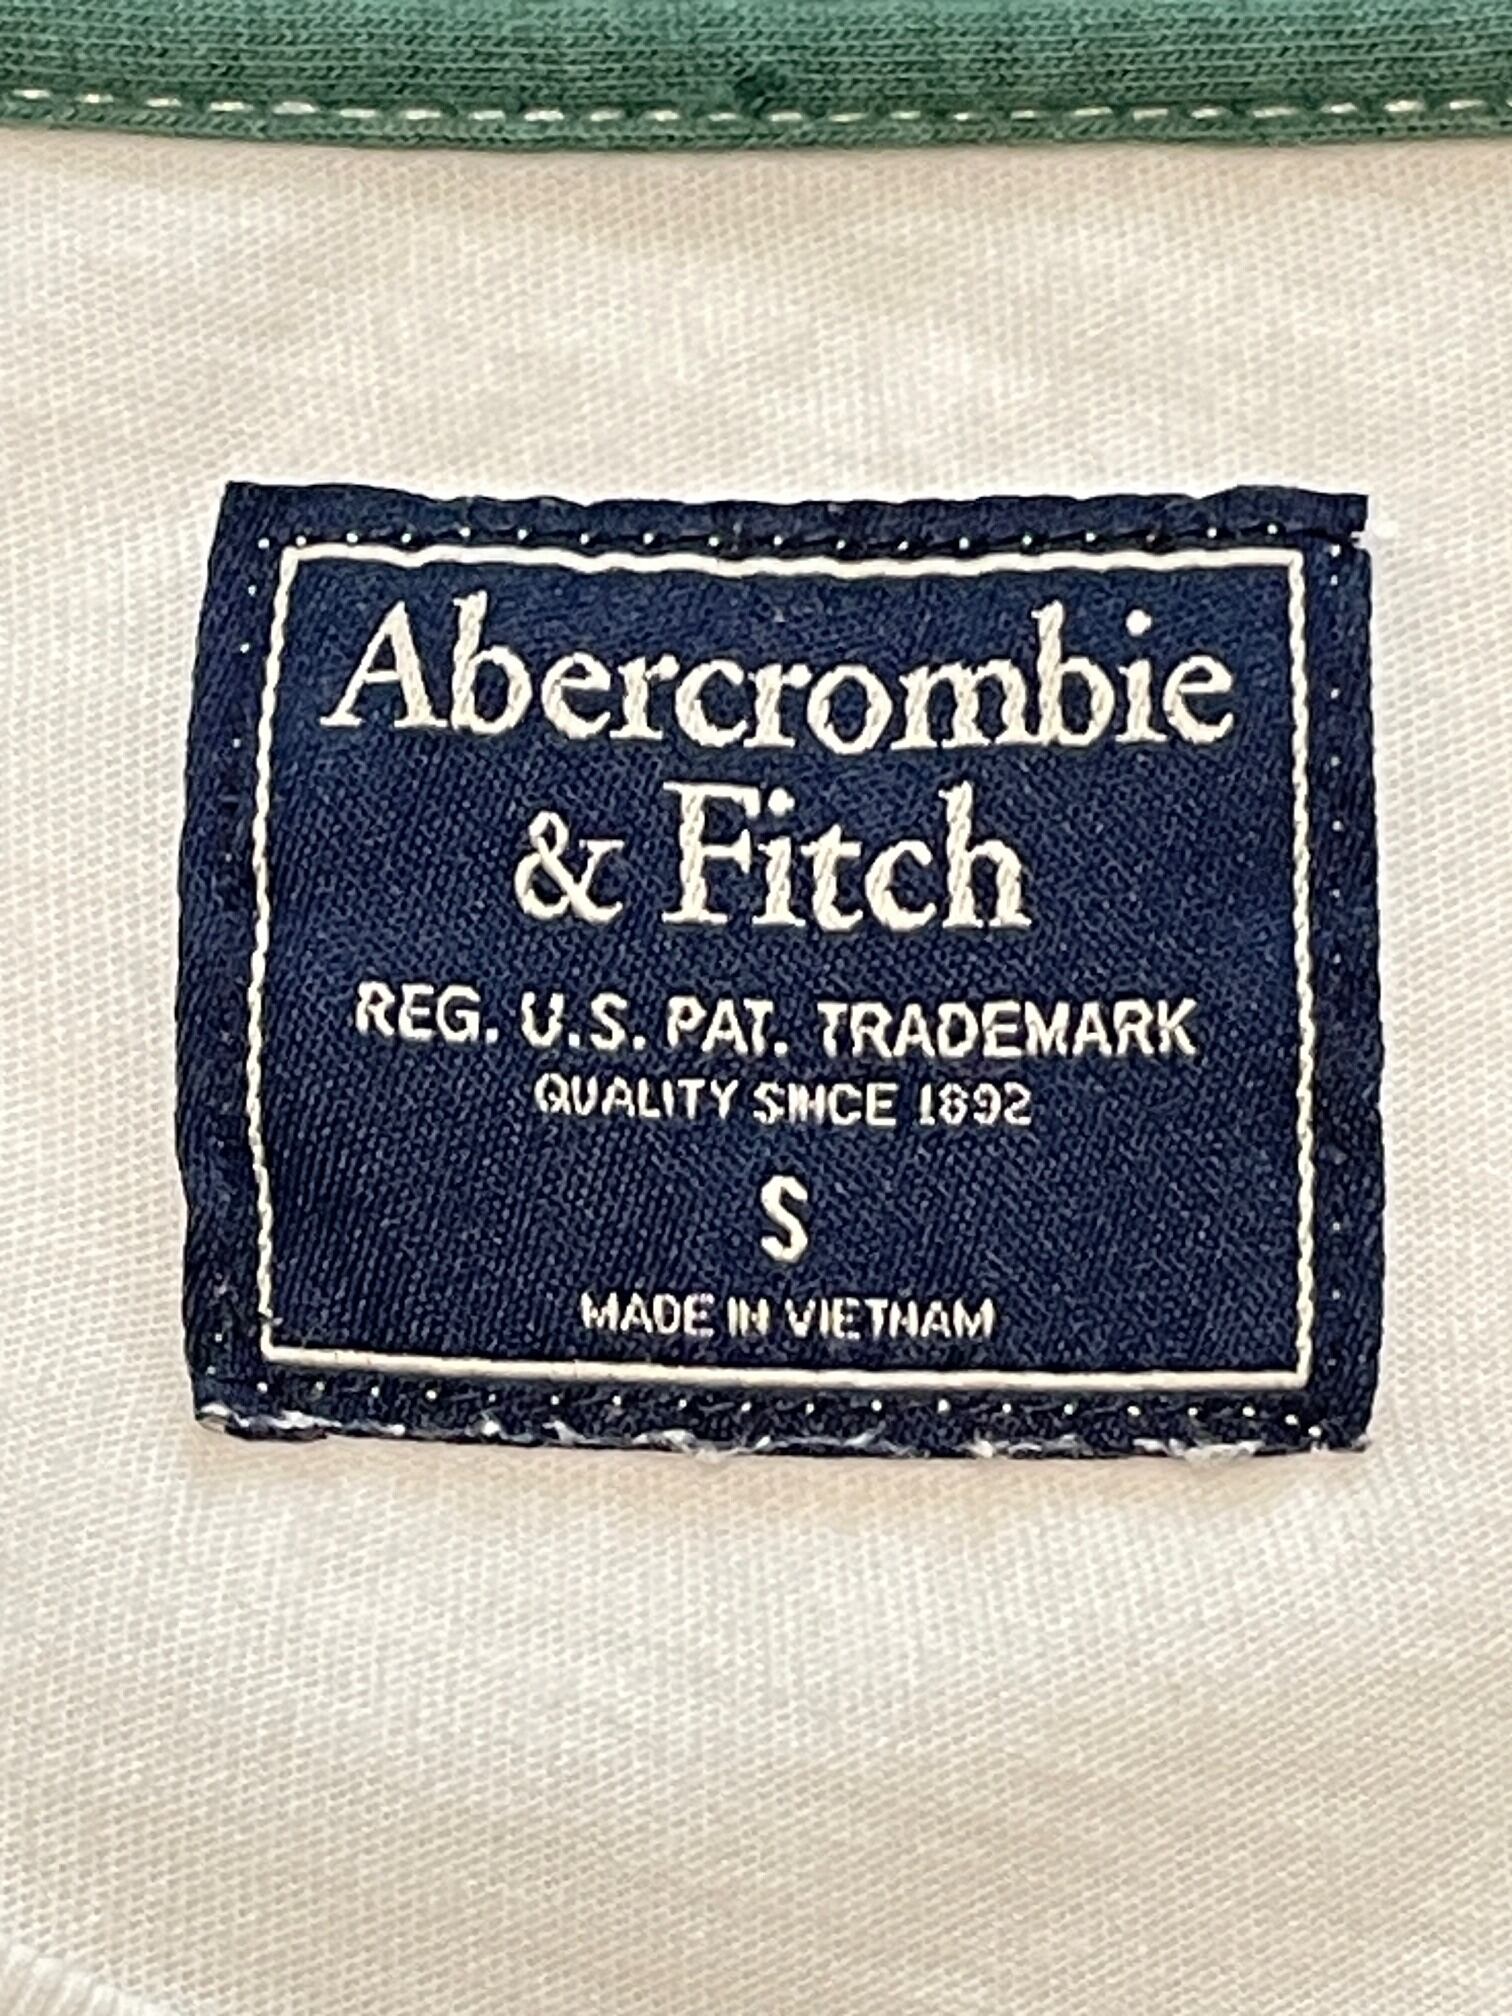 Abercrombie
& Fitch
REG. U.S. PAT. TRADEMARK
QUALITY SINCE 1892
S
MADE IN VIETNAM